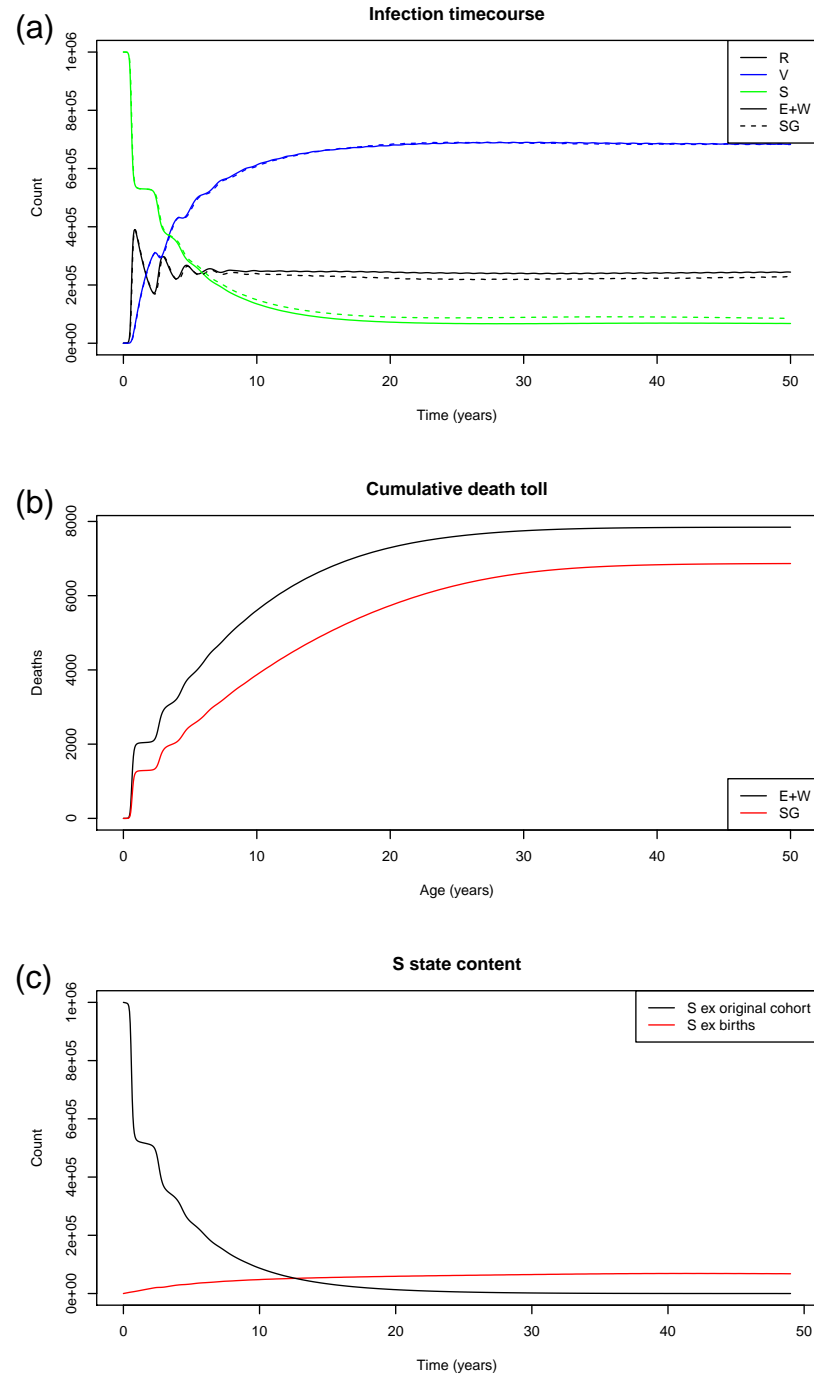 (a)
Infection timecourse
1e+06
8e+05
6e+05
4e+05
2e+05
0e+00
Count
R
V
S
E+W
SG
0 10 20 30 40 50
Time (years)
(b)
Cumulative death toll
8000
6000
4000
2000
0
Deaths
E+W
SG
0 10 20 30 40 50
Age (years)
(c)
S state content
1e+06
8e+05
6e+05
4e+05
2e+05
0e+00
Count
S ex original cohort
S ex births
0 10 20 30 40 50
Time (years)